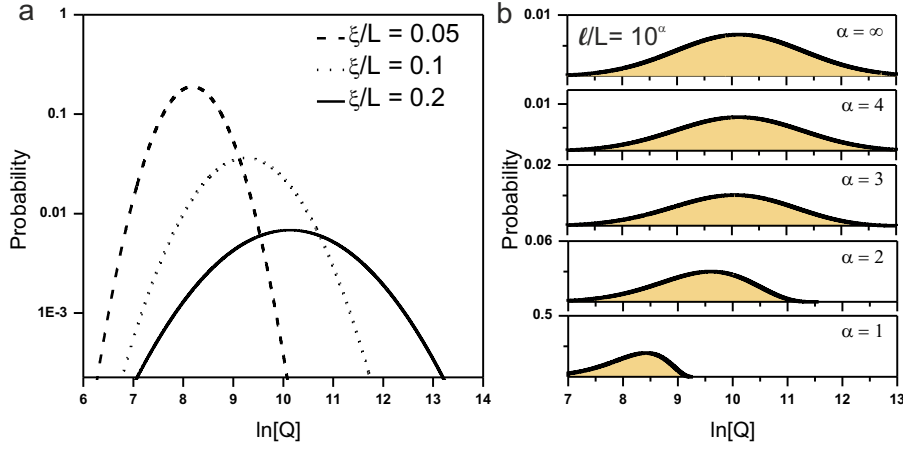 a
ξ/L = 0.05
ξ/L = 0.1
ξ/L = 0.2
Probability
1
0.1
0.01
1E-3
6 7 8 9 10 11 12 13 14
ln[Q]
b
ℓ/L= 10^α
Probability
0.01
α = ∞
0.01
α = 4
0.02
α = 3
0.06
α = 2
0.5
α = 1
7 8 9 10 11 12 13
ln[Q]